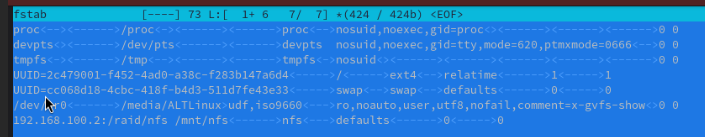 fstab [----] 73 L:[ 1+ 6 7/ 7] *(424 / 424b) <EOF>
proc<--><------>/proc<--><------><------>proc<-->nosuid,noexec,gid=proc<-----><------>0 0
devpts<><------>/dev/pts<------><------>devpts nosuid,noexec,gid=tty,mode=620,ptmxmode=0666<-->0 0
tmpfs<-><------>/tmp<---><------><------>tmpfs<->nosuid<><------><------><------><------>0 0
UUID=2c479001-f452-4ad0-a38c-f283b147a6d4<------>/<----->ext4<-->relatime<------>1<----->1
UUID=cc068d18-4cbc-418f-b4d3-511d7fe43e33<------>swap<-->swap<-->defaults<------>0<----->0
/dev/sr0<------>/media/ALTLinux>udf,iso9660<---->ro,noauto,user,utf8,nofail,comment=x-gvfs-show<>0 0
192.168.100.2:/raid/nfs /mnt/nfs<------>nfs<--->defaults<------>0<----->0